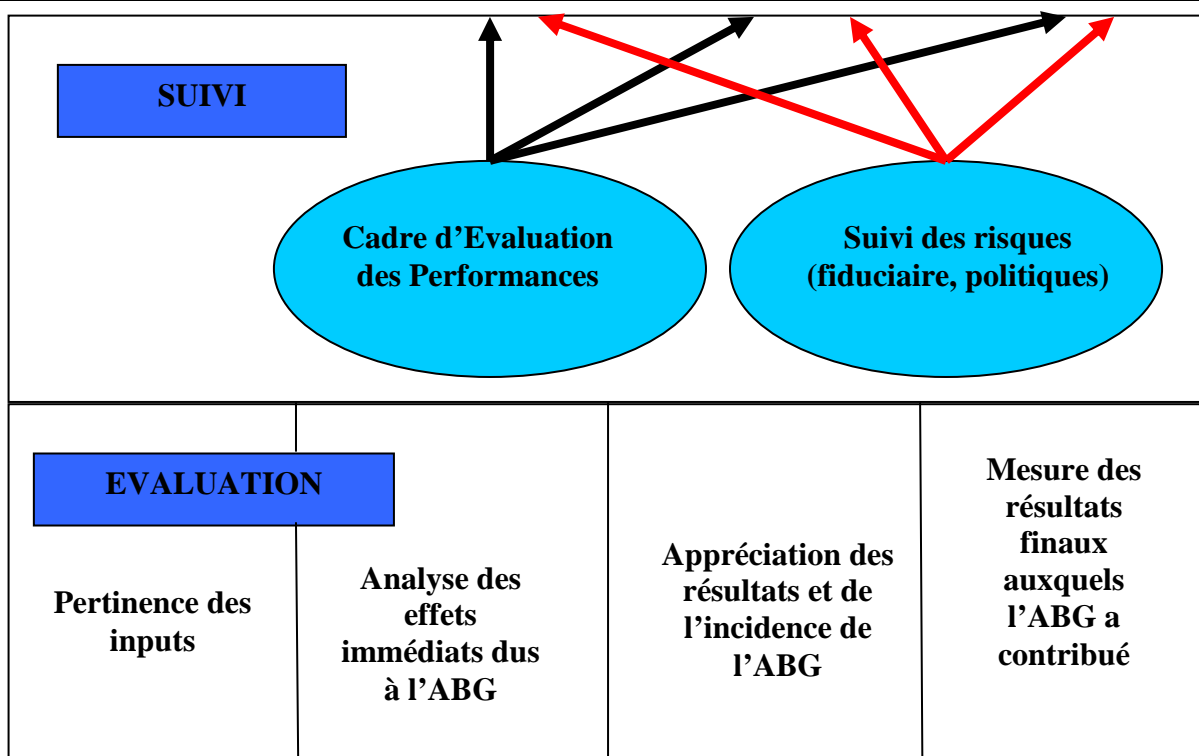 SUIVI
Cadre d’Evaluation
des Performances
Suivi des risques
(fiduciaire, politiques)
EVALUATION
Pertinence des
inputs
Analyse des
effets
immédiats dus
à l’ABG
Appréciation des
résultats et de
l’incidence de
l’ABG
Mesure des
résultats
finaux
auxquels
l’ABG a
contribué